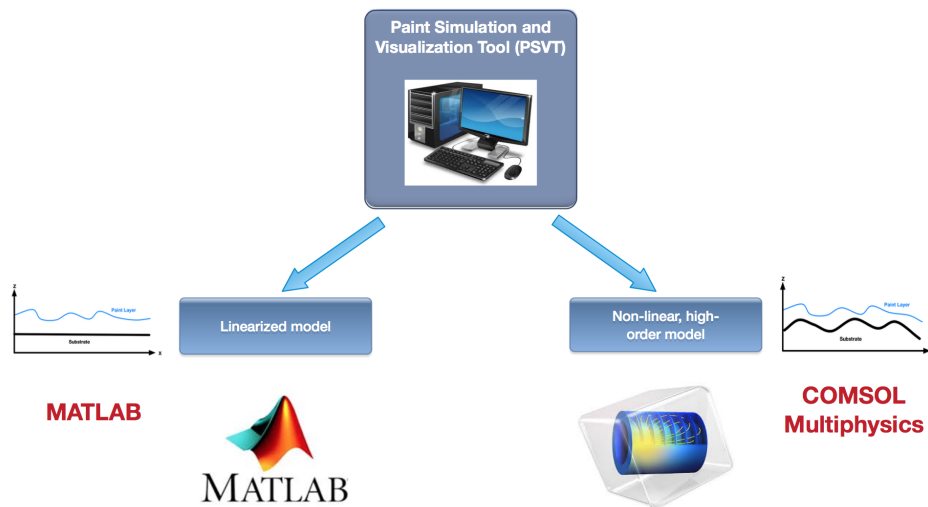 Paint Simulation and
Visualization Tool (PSVT)
Z
Paint Layer
Substrate
X
Linearized model
Non-linear, high-
order model
Z
Paint Layer
Substrate
MATLAB
MATLAB
COMSOL
Multiphysics